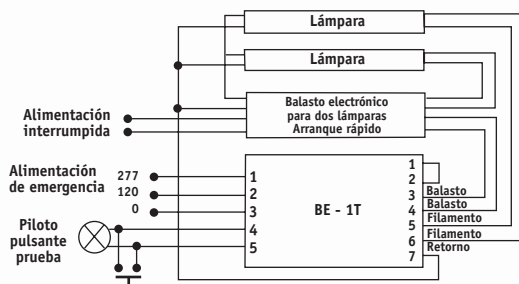 Lámpara
Lámpara
Balasto electrónico
para dos lámparas
Arranque rápido
Alimentación
interrumpida
Alimentación
de emergencia
277
120
0
Piloto
pulsante
prueba
1
2
3
4
5
BE - 1T
1
2
3
4
5
6
7
Balasto
Balasto
Filamento
Filamento
Retorno